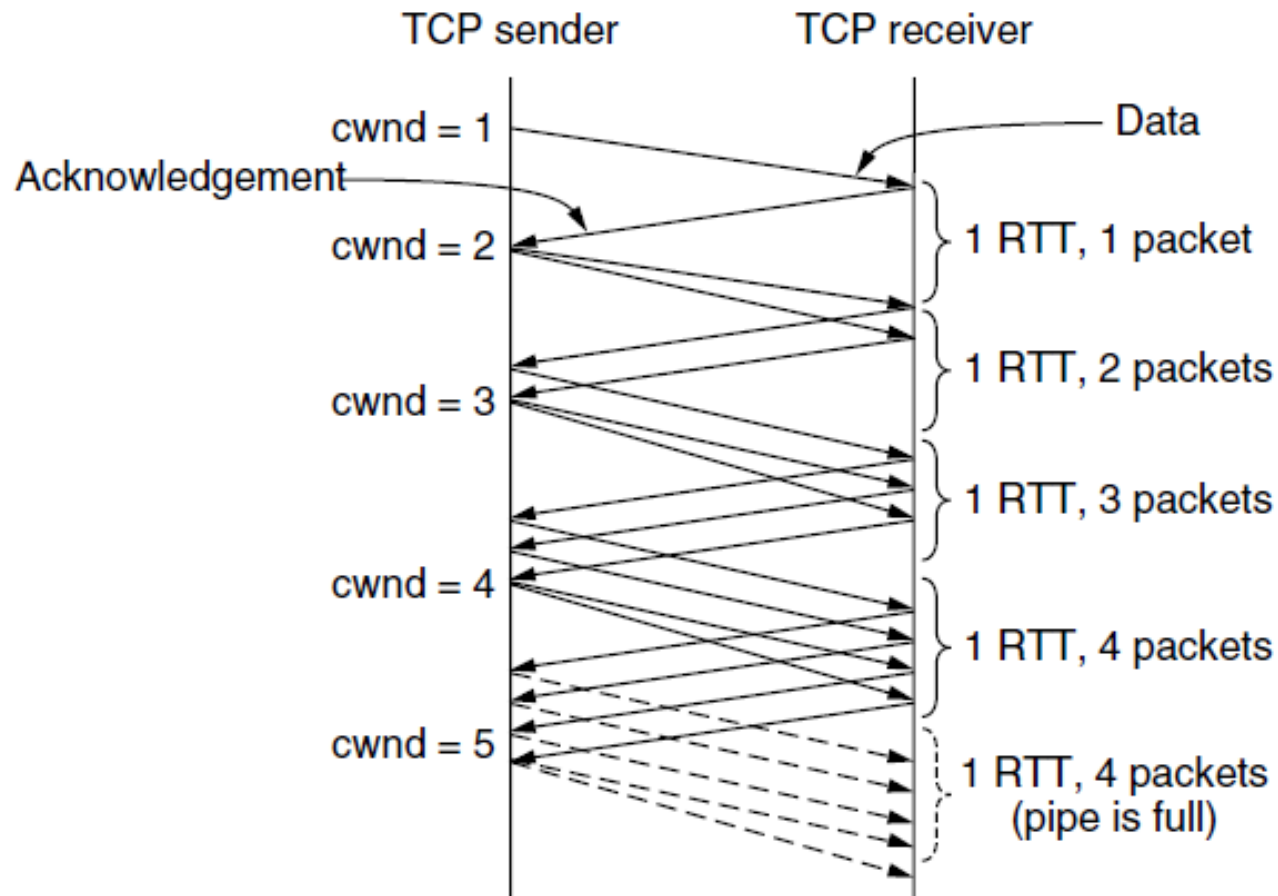 TCP sender
TCP receiver
cwnd = 1
Data
Acknowledgement
cwnd = 2
1 RTT, 1 packet
1 RTT, 2 packets
cwnd = 3
1 RTT, 3 packets
cwnd = 4
1 RTT, 4 packets
cwnd = 5
1 RTT, 4 packets
(pipe is full)